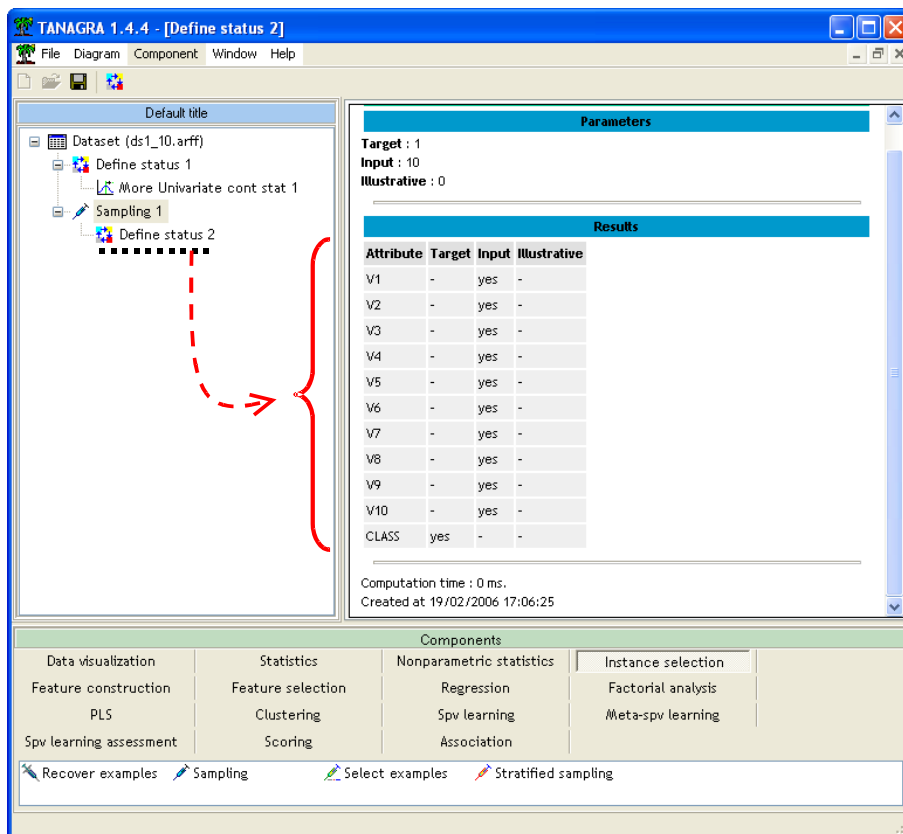 TANAGRA 1.4.4 - [Define status 2]
File Diagram Component Window Help
Default title
Dataset (ds1_10.arff)
Define status 1
More Univariate cont stat 1
Sampling 1
Define status 2
Parameters
Target : 1
Input : 10
Illustrative : 0
Results
Attribute Target Input Illustrative
V1 - yes -
V2 - yes -
V3 - yes -
V4 - yes -
V5 - yes -
V6 - yes -
V7 - yes -
V8 - yes -
V9 - yes -
V10 - yes -
CLASS yes - -
Computation time : 0 ms.
Created at 19/02/2006 17:06:25
Components
Data visualization Statistics Nonparametric statistics Instance selection
Feature construction Feature selection Regression Factorial analysis
PLS Clustering Spv learning Meta-spv learning
Spv learning assessment Scoring Association
Recover examples Sampling Select examples Stratified sampling